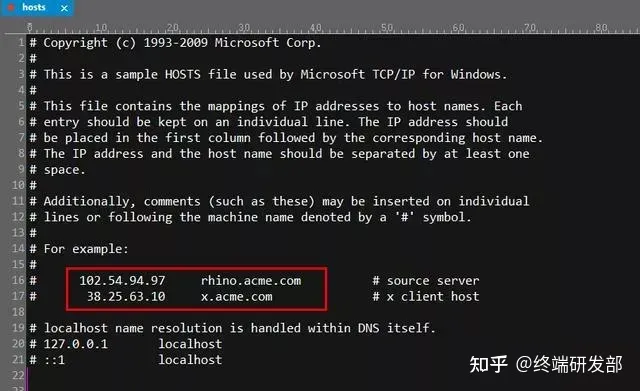 hosts
0 10 20 30 40 50 60 70 80
1 # Copyright (c) 1993-2009 Microsoft Corp.
2 #
3 # This is a sample HOSTS file used by Microsoft TCP/IP for Windows.
4 #
5 # This file contains the mappings of IP addresses to host names. Each
6 # entry should be kept on an individual line. The IP address should
7 # be placed in the first column followed by the corresponding host name.
8 # The IP address and the host name should be separated by at least one
9 # space.
10 #
11 # Additionally, comments (such as these) may be inserted on individual
12 # lines or following the machine name denoted by a '#' symbol.
13 #
14 # For example:
15 #
16 # 102.54.94.97 rhino.acme.com # source server
17 # 38.25.63.10 x.acme.com # x client host
18
19 # localhost name resolution is handled within DNS itself.
20 # 127.0.0.1 localhost
21 # ::1 localhost
22
知乎 @终端研发部